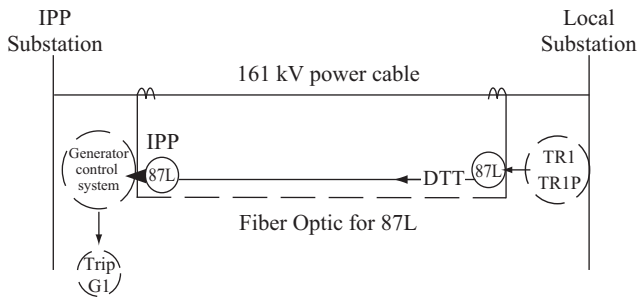 IPP
Substation
Local
Substation
161 kV power cable
IPP
Generator
control
system
87L
DTT
87L
TR1
TR1P
Fiber Optic for 87L
Trip
G1